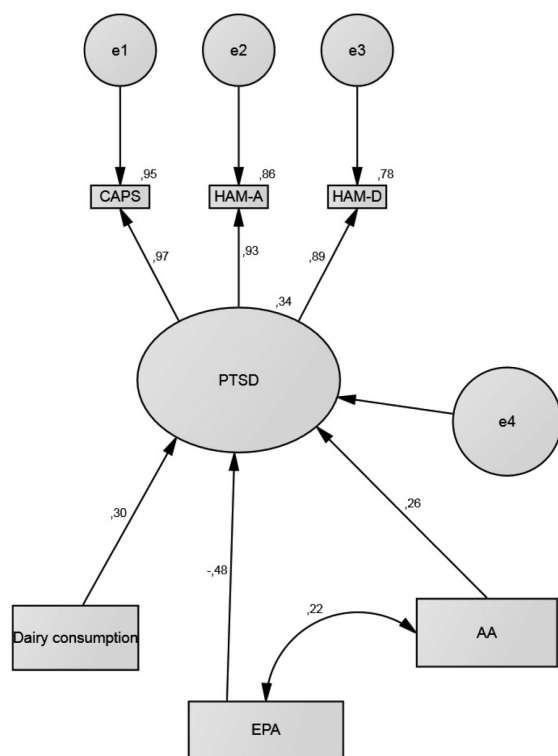 e1
e2
e3
,95
,86
,78
CAPS
HAM-A
HAM-D
,97
,93
,89
,34
PTSD
e4
,30
-,48
,26
,22
Dairy consumption
AA
EPA